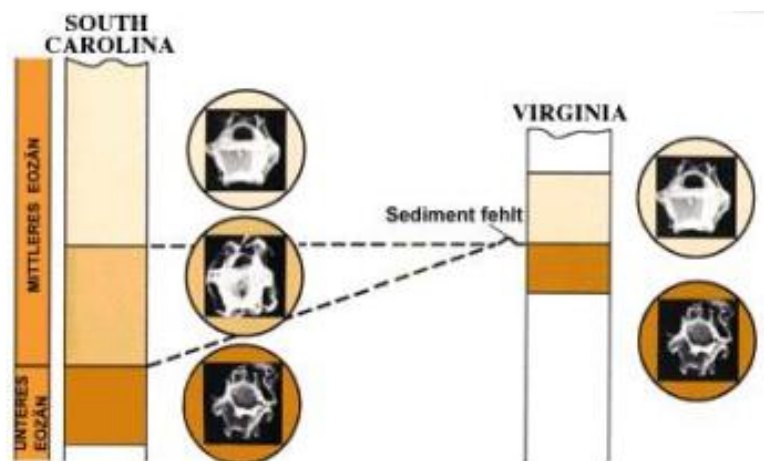 SOUTH
CAROLINA
VIRGINIA
MITTLERES EOZÄN
Sediment fehlt
UNTERES
EOZÄN